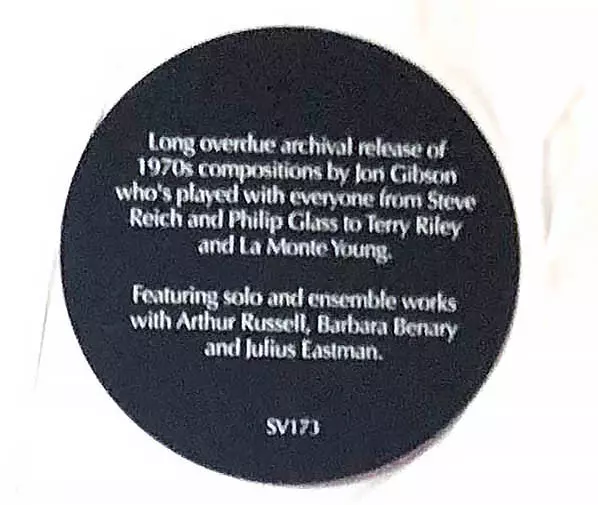 Long overdue archival release of
1970s compositions by Jon Gibson
who's played with everyone from Steve
Reich and Philip Glass to Terry Riley
and La Monte Young.
Featuring solo and ensemble works
with Arthur Russell, Barbara Benary
and Julius Eastman.
SV173